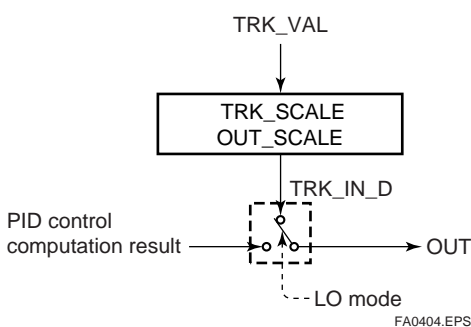 TRK_VAL
TRK_SCALE
OUT_SCALE
TRK_IN_D
PID control
computation result
OUT
LO mode
FA0404.EPS